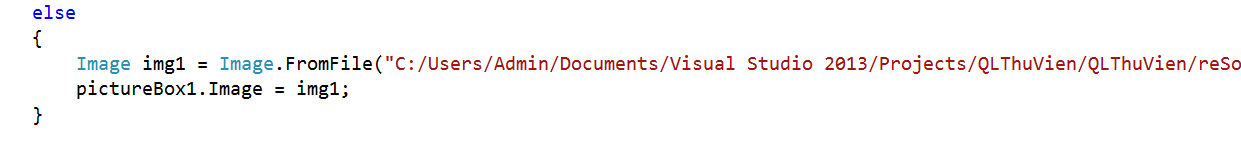 else
{
Image img1 = Image.FromFile("C:/Users/Admin/Documents/Visual Studio 2013/Projects/QLThuVien/QLThuVien/reSo
pictureBox1.Image = img1;
}